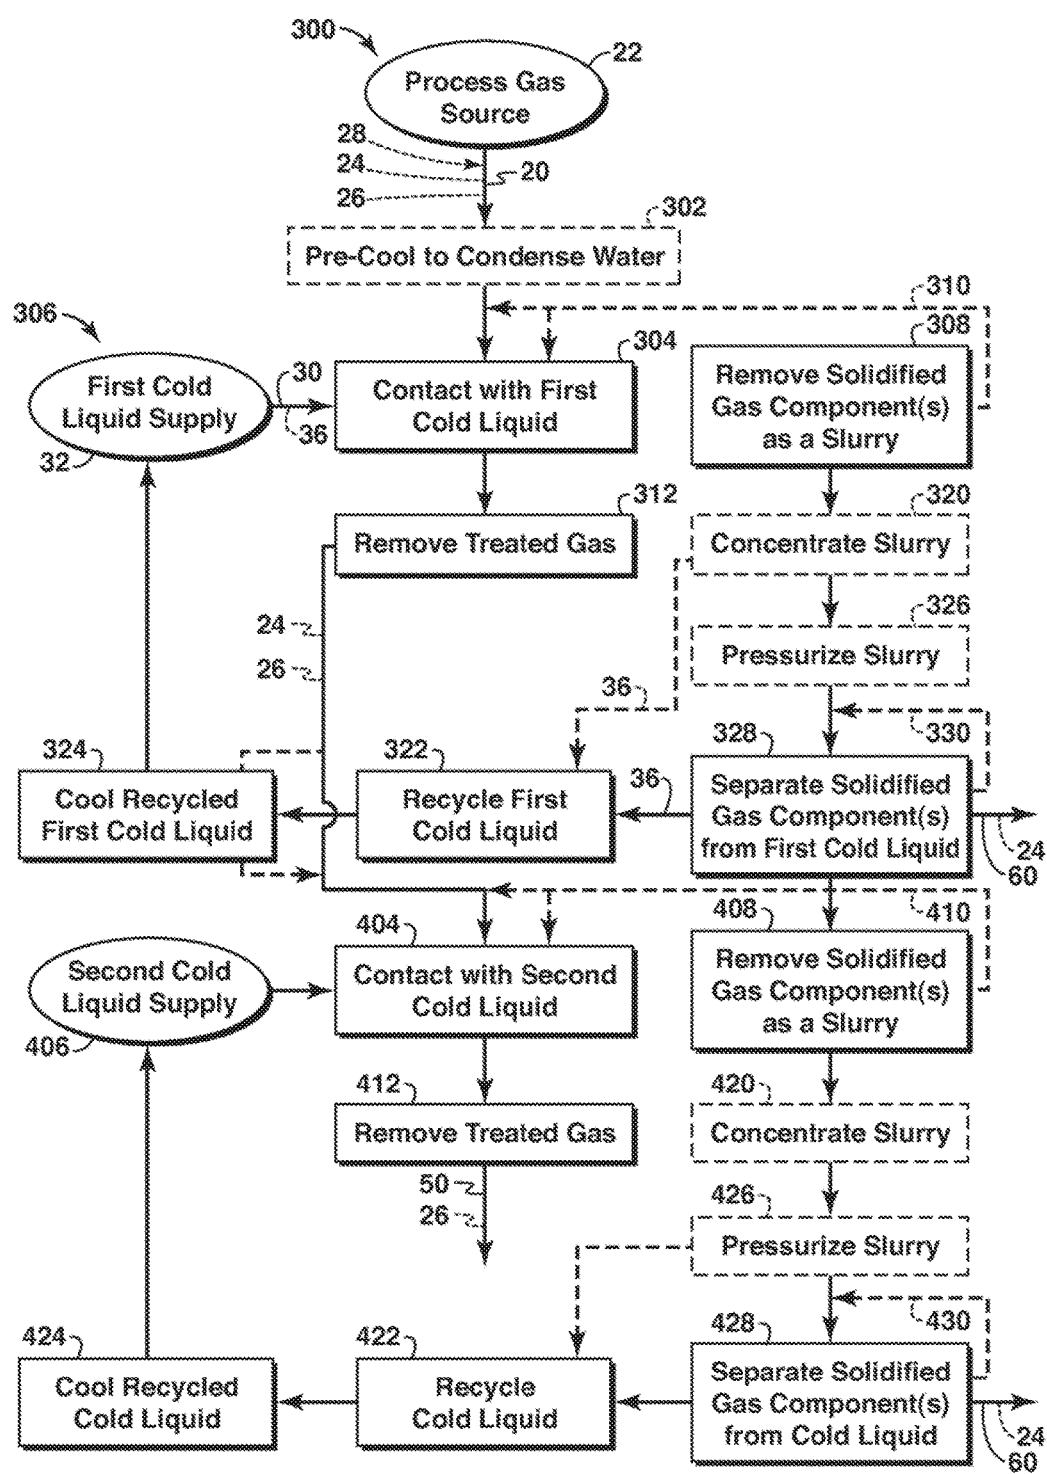 300
22
Process Gas
Source
28
24
20
26
302
Pre-Cool to Condense Water
310
306
304
308
First Cold
Liquid Supply
30
36
32
Contact with First
Cold Liquid
Remove Solidified
Gas Component(s)
as a Slurry
312
320
Remove Treated Gas
Concentrate Slurry
24
326
26
Pressurize Slurry
36
324
322
328
330
Cool Recycled
First Cold Liquid
Recycle First
Cold Liquid
36
Separate Solidified
Gas Component(s)
from First Cold Liquid
24
60
404
408
410
Second Cold
Liquid Supply
406
Contact with Second
Cold Liquid
Remove Solidified
Gas Component(s)
as a Slurry
412
420
Remove Treated Gas
Concentrate Slurry
50
26
426
Pressurize Slurry
424
422
428
430
Cool Recycled
Cold Liquid
Recycle
Cold Liquid
Separate Solidified
Gas Component(s)
from Cold Liquid
24
60